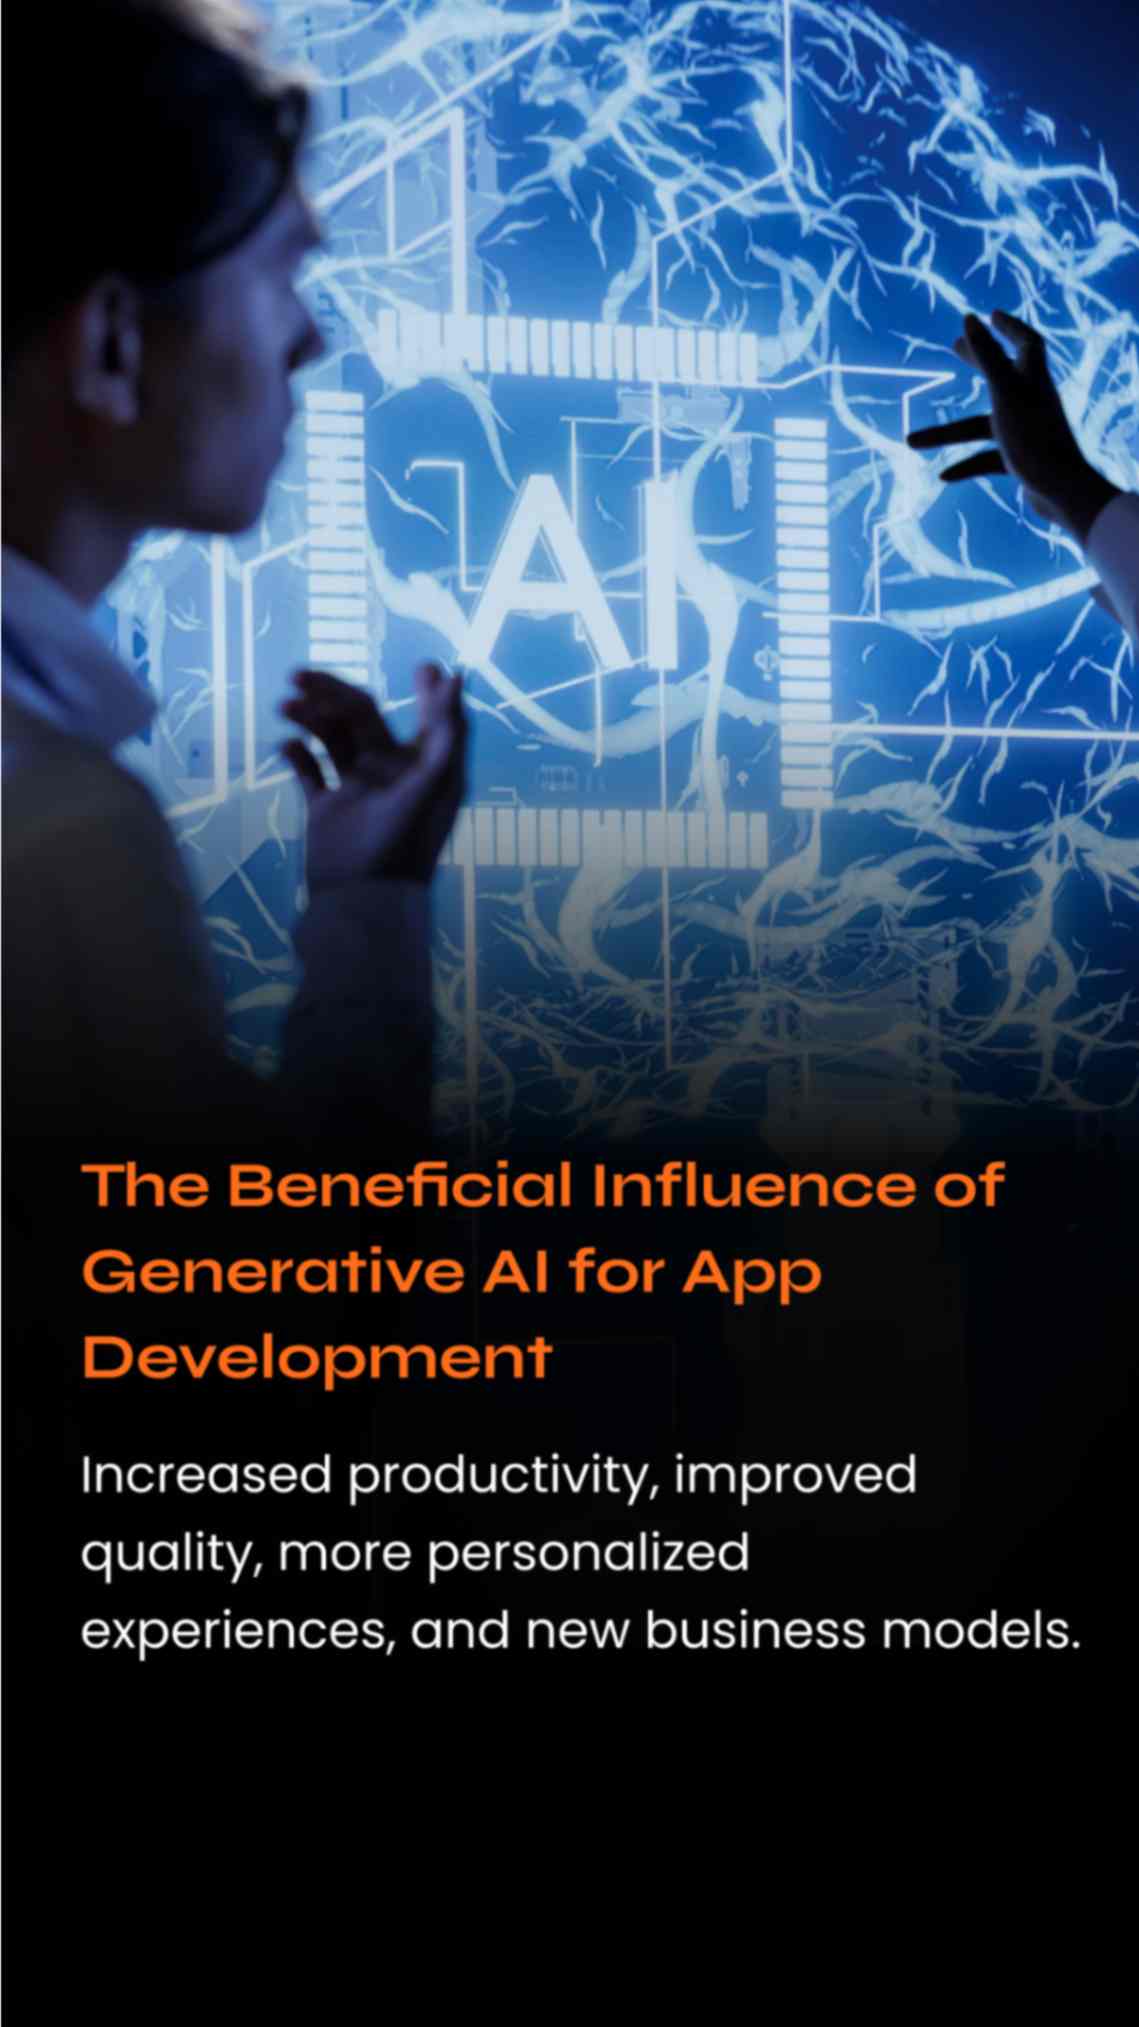 AI
The Beneficial Influence of
Generative AI for App
Development
Increased productivity, improved
quality, more personalized
experiences, and new business models.